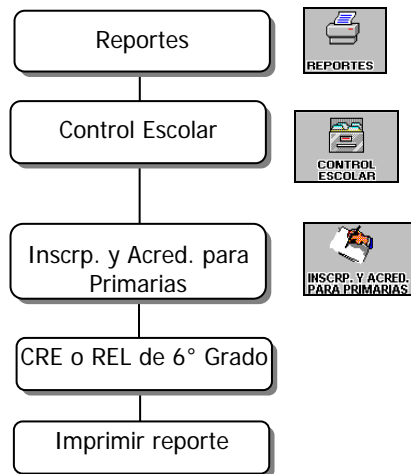 Reportes
REPORTES
Control Escolar
CONTROL
ESCOLAR
Inscrp. y Acred. para
Primarias
INSCRP. Y ACRED.
PARA PRIMARIAS
CRE o REL de 6° Grado
Imprimir reporte